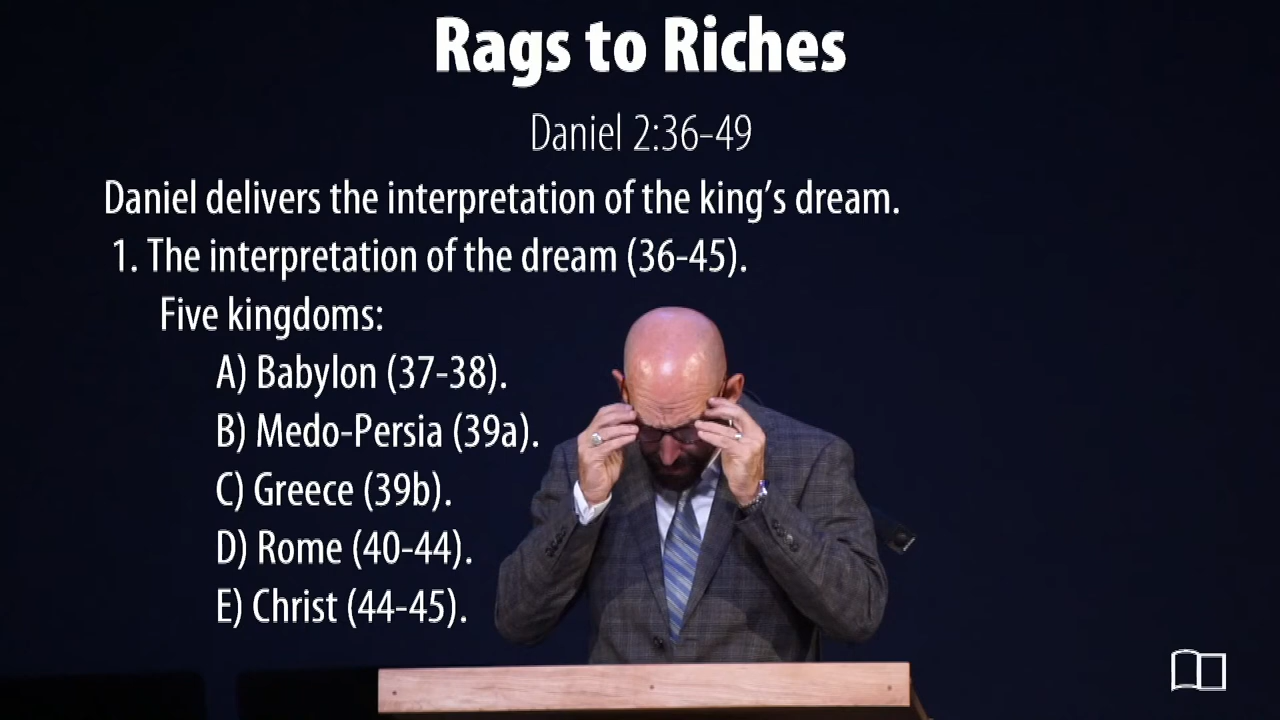 Rags to Riches
Daniel 2:36-49
Daniel delivers the interpretation of the king’s dream.
1. The interpretation of the dream (36-45).
Five kingdoms:
A) Babylon (37-38).
B) Medo-Persia (39a).
C) Greece (39b).
D) Rome (40-44).
E) Christ (44-45).